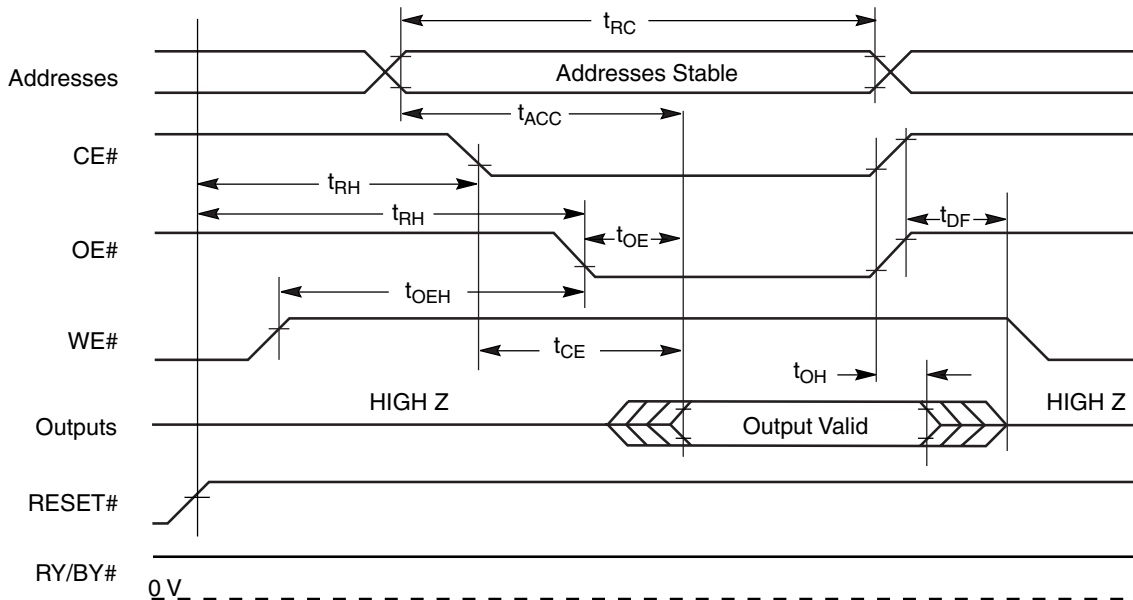 tRC
Addresses
Addresses Stable
tACC
CE#
tRH
tRH
tOE
tDF
OE#
tOEH
WE#
tCE
tOH
HIGH Z
HIGH Z
Outputs
Output Valid
RESET#
RY/BY#
0 V